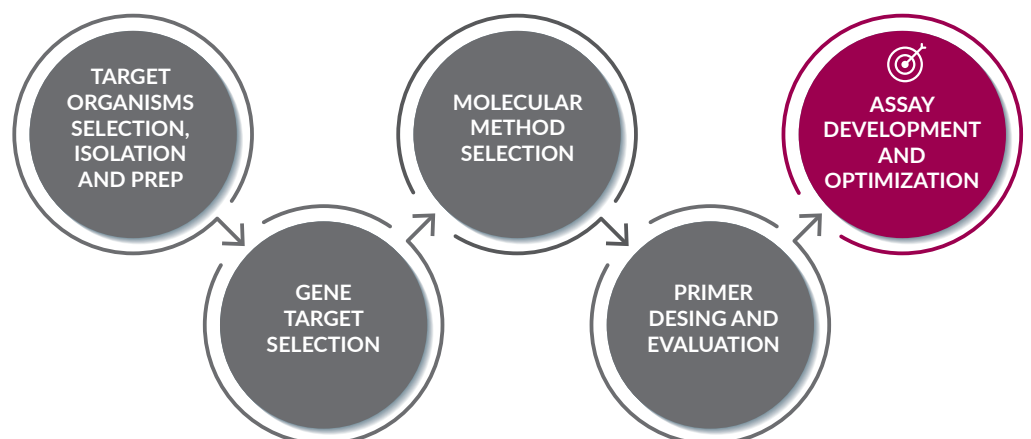 TARGET
ORGANISMS
SELECTION,
ISOLATION
AND PREP
GENE
TARGET
SELECTION
MOLECULAR
METHOD
SELECTION
PRIMER
DESING AND
EVALUATION
ASSAY
DEVELOPMENT
AND
OPTIMIZATION